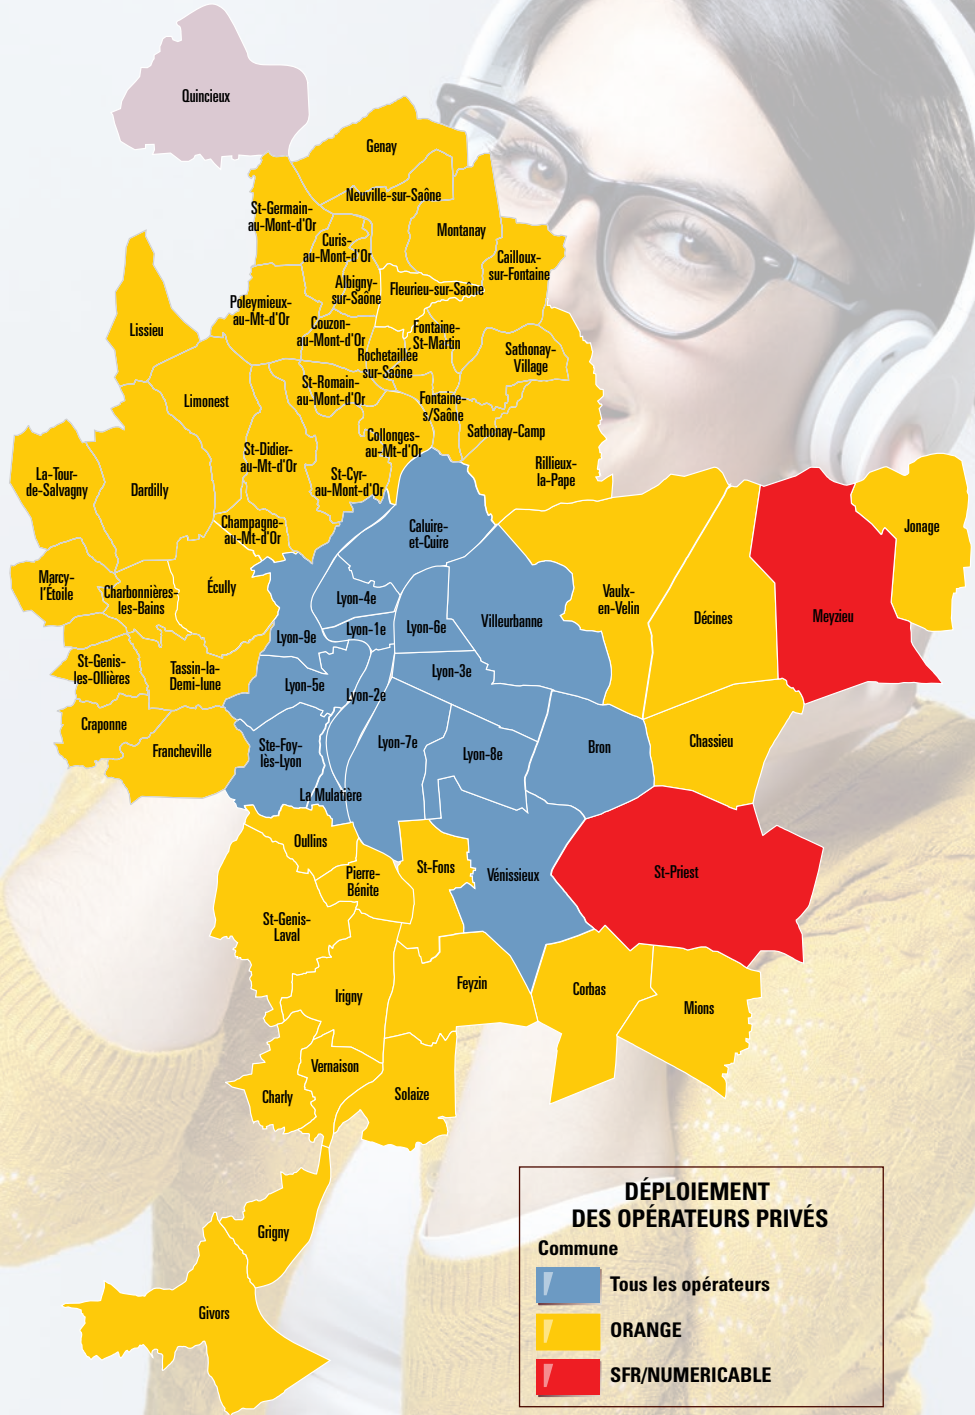 Quincieux
Genay
Neuville-sur-Saône
St-Germain-
au-Mont-d'Or
Montanay
Curis-
au-Mont-d'Or
Cailloux-
sur-Fontaine
Albigny-
sur-Saône
Fleurieu-sur-Saône
Poleymieux-
au-Mt-d'Or
Lissieu
Couzon-
au-Mont-d'Or
Fontaine-
St-Martin
Rochetaillée
sur-Saône
Sathonay-
Village
St-Romain-
au-Mont-d'Or
Limonest
Fontaine-
s/Saône
Sathonay-Camp
Collonges-
au-Mt-d'Or
St-Didier-
au-Mt-d'Or
Rillieux-
la-Pape
La-Tour-
de-Salvagny
Dardilly
St-Cyr-
au-Mont-d'Or
Champagne-
au-Mt-d'Or
Caluire-
et-Cuire
Jonage
Marcy-
l'Étoile
Charbonnières-
les-Bains
Écully
Lyon-4e
Vaulx-
en-Velin
Décines
Meyzieu
Lyon-9e
Lyon-1e
Lyon-6e
Villeurbanne
St-Genis-
les-Ollières
Tassin-la-
Demi-lune
Lyon-5e
Lyon-2e
Lyon-3e
Craponne
Francheville
Ste-Foy-
lès-Lyon
Lyon-7e
Lyon-8e
Bron
Chassieu
La Mulatière
Oullins
Pierre-
Bénite
St-Fons
Vénissieux
St-Priest
St-Genis-
Laval
Irigny
Feyzin
Corbas
Mions
Vernaison
Charly
Solaize
Grigny
Givors
DÉPLOIEMENT
DES OPÉRATEURS PRIVÉS
Commune
Tous les opérateurs
ORANGE
SFR/NUMERICABLE